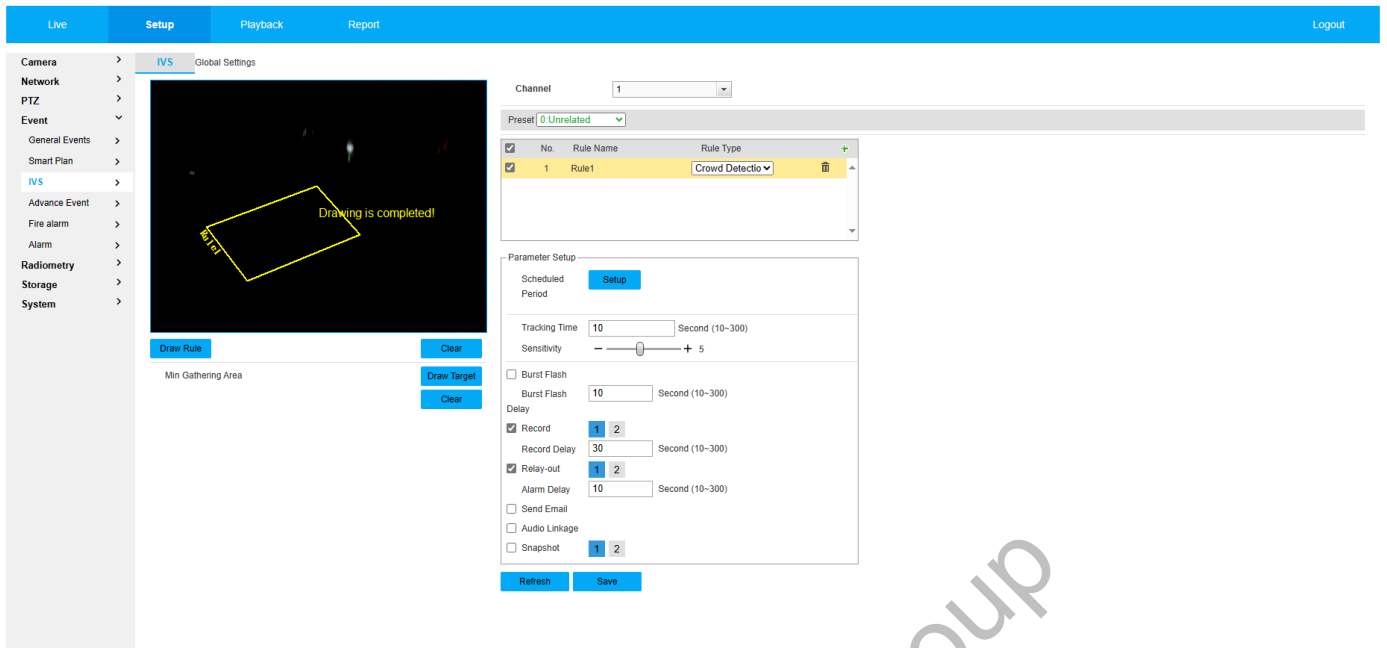 Live Setup Playback Report Logout
Camera
Network
PTZ
Event
General Events
Smart Plan
IVS
Advance Event
Fire alarm
Alarm
Radiometry
Storage
System
IVS Global Settings
Drawing is completed!
Rule1
Draw Rule Clear
Min Gathering Area Draw Target
Clear
Channel 1
Preset 0:Unrelated
No. Rule Name Rule Type +
1 Rule1 Crowd Detectio
Parameter Setup
Scheduled Setup
Period
Tracking Time 10 Second (10~300)
Sensitivity − + 5
Burst Flash
Burst Flash 10 Second (10~300)
Delay
Record 1 2
Record Delay 30 Second (10~300)
Relay-out 1 2
Alarm Delay 10 Second (10~300)
Send Email
Audio Linkage
Snapshot 1 2
Refresh Save
oup